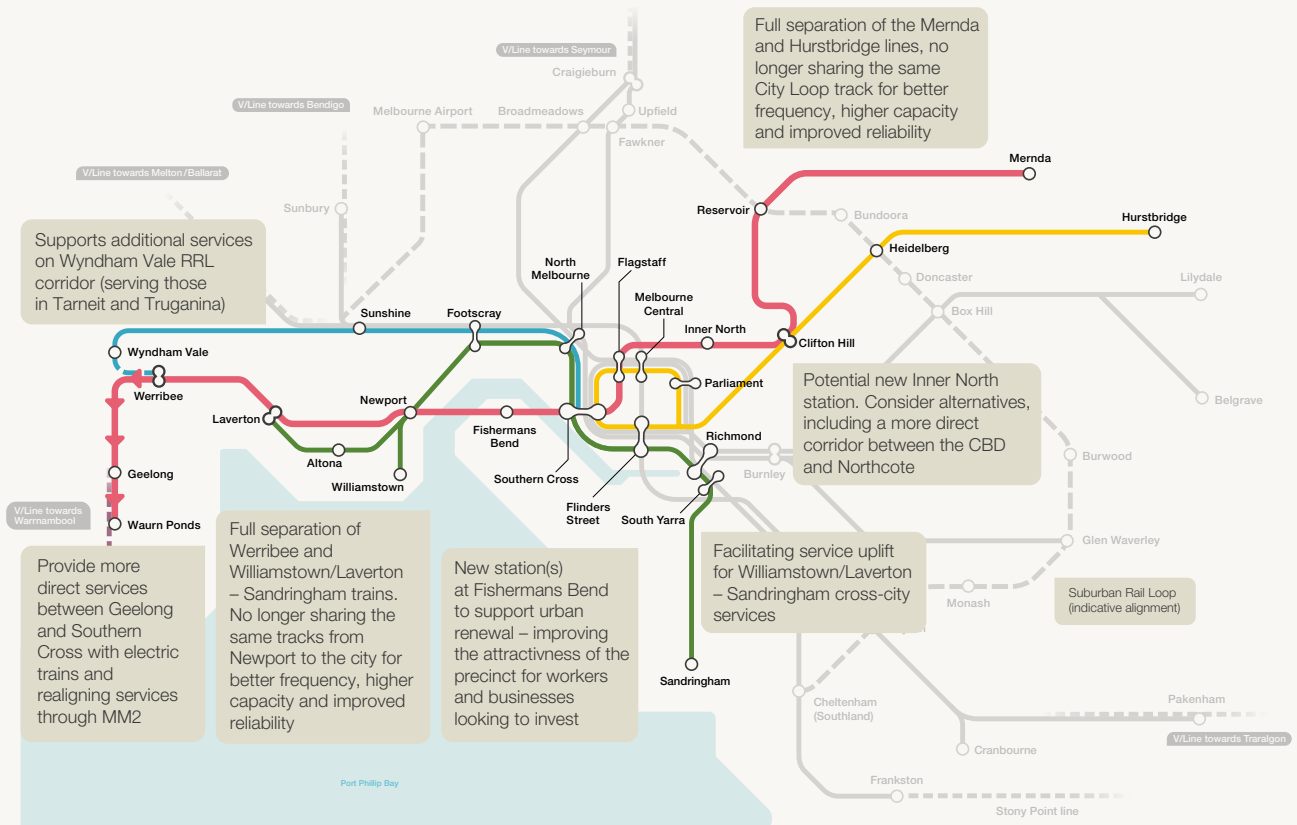 Full separation of the Mernda
and Hurstbridge lines, no
longer sharing the same
City Loop track for better
frequency, higher capacity
and improved reliability
V/Line towards Seymour
Craigieburn
V/Line towards Bendigo
Melbourne Airport
Broadmeadows
Upfield
Fawkner
V/Line towards Melton/Ballarat
Sunbury
Mernda
Reservoir
Bundoora
Hurstbridge
Heidelberg
Doncaster
Lilydale
Box Hill
Belgrave
Supports additional services
on Wyndham Vale RRL
corridor (serving those
in Tarneit and Truganina)
North
Melbourne
Flagstaff
Melbourne
Central
Sunshine
Footscray
Inner North
Clifton Hill
Wyndham Vale
Werribee
Parliament
Laverton
Newport
Altona
Williamstown
Fishermans
Bend
Southern Cross
Flinders
Street
Richmond
South Yarra
Burnley
Potential new Inner North
station. Consider alternatives,
including a more direct
corridor between the CBD
and Northcote
Burwood
Geelong
V/Line towards
Warrnambool
Waurn Ponds
Glen Waverley
Monash
Suburban Rail Loop
(indicative alignment)
Provide more
direct services
between Geelong
and Southern
Cross with electric
trains and
realigning services
through MM2
Full separation of
Werribee and
Williamstown/Laverton
– Sandringham trains.
No longer sharing the
same tracks from
Newport to the city for
better frequency, higher
capacity and improved
reliability
New station(s)
at Fishermans Bend
to support urban
renewal – improving
the attractivness of the
precinct for workers
and businesses
looking to invest
Facilitating service uplift
for Williamstown/Laverton
– Sandringham cross-city
services
Sandringham
Cheltenham
(Southland)
Pakenham
V/Line towards Traralgon
Cranbourne
Frankston
Stony Point line
Port Phillip Bay